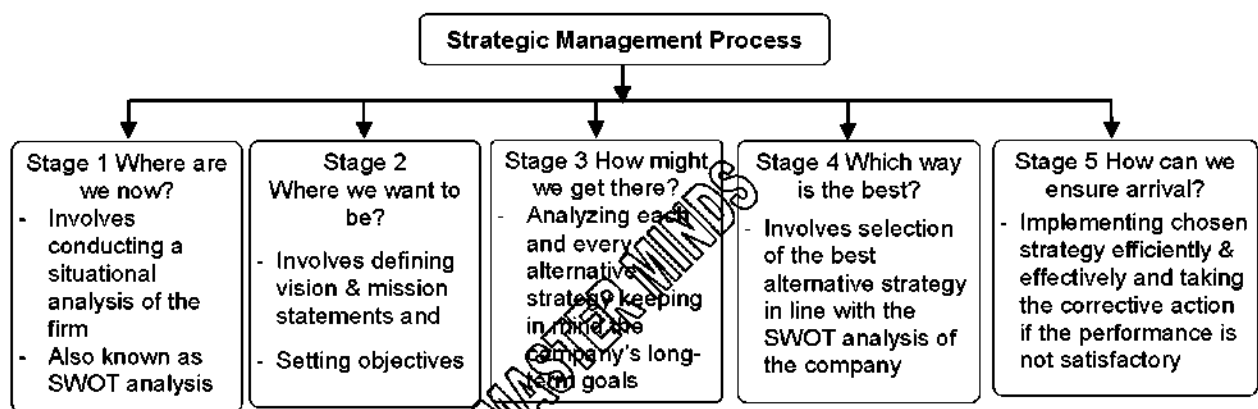 Strategic Management Process
Stage 1 Where are
we now?
- Involves
conducting a
situational
analysis of the
firm
- Also known as
SWOT analysis
Stage 2
Where we want to
be?
- Involves defining
vision & mission
statements and
- Setting objectives
Stage 3 How might
we get there?
- Analyzing each
and every
alternative
strategy keeping
in mind the
company's long-
term goals
Stage 4 Which way
is the best?
- Involves selection
of the best
alternative strategy
in line with the
SWOT analysis of
the company
Stage 5 How can we
ensure arrival?
- Implementing chosen
strategy efficiently &
effectively and taking
the corrective action
if the performance is
not satisfactory
MASTER MINDS